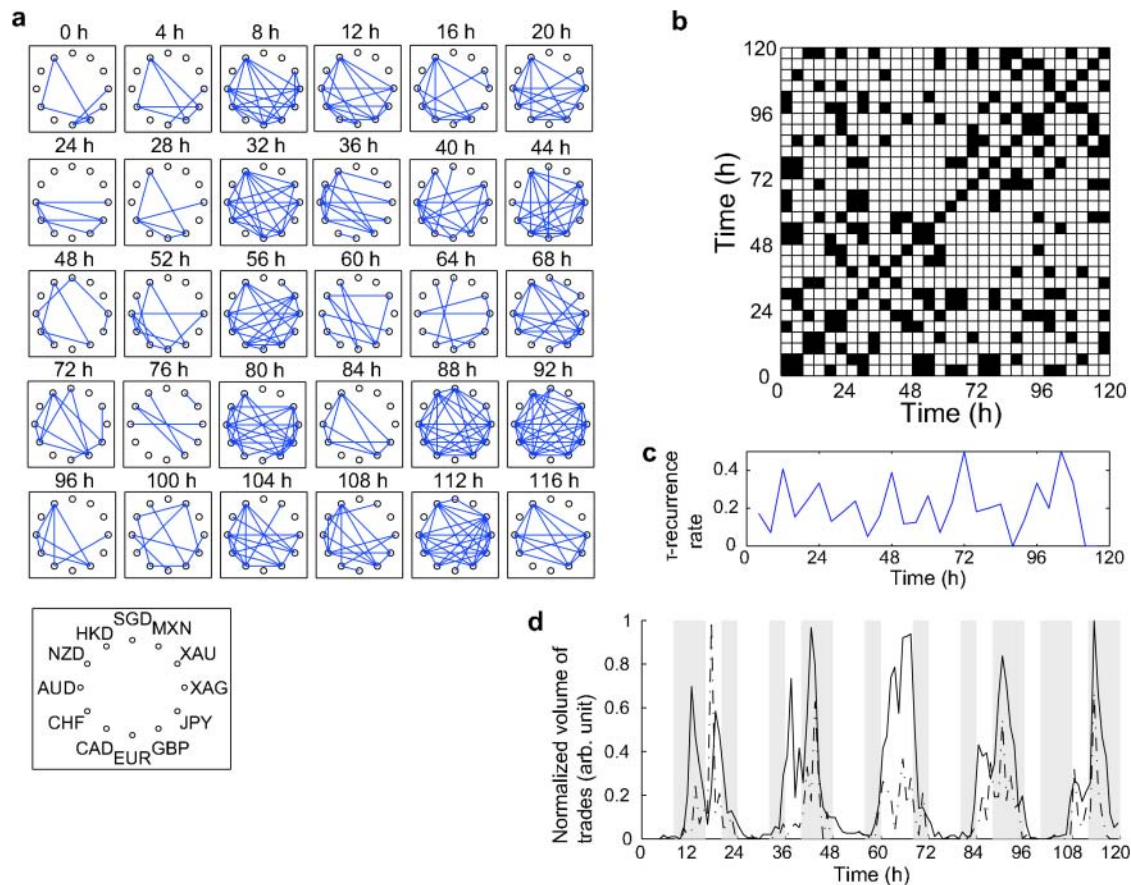 a
0 h 4 h 8 h 12 h 16 h 20 h
24 h 28 h 32 h 36 h 40 h 44 h
48 h 52 h 56 h 60 h 64 h 68 h
72 h 76 h 80 h 84 h 88 h 92 h
96 h 100 h 104 h 108 h 112 h 116 h
SGD
HKD MXN
NZD XAU
AUD XAG
CHF JPY
CAD GBP
EUR
b
Time (h)
120
96
72
48
24
0
0 24 48 72 96 120
Time (h)
c
τ-recurrence
rate
0.4
0.2
0
0 24 48 72 96 120
Time (h)
d
Normalized volume of
trades (arb. unit)
1
0.8
0.6
0.4
0.2
0
0 12 24 36 48 60 72 84 96 108 120
Time (h)